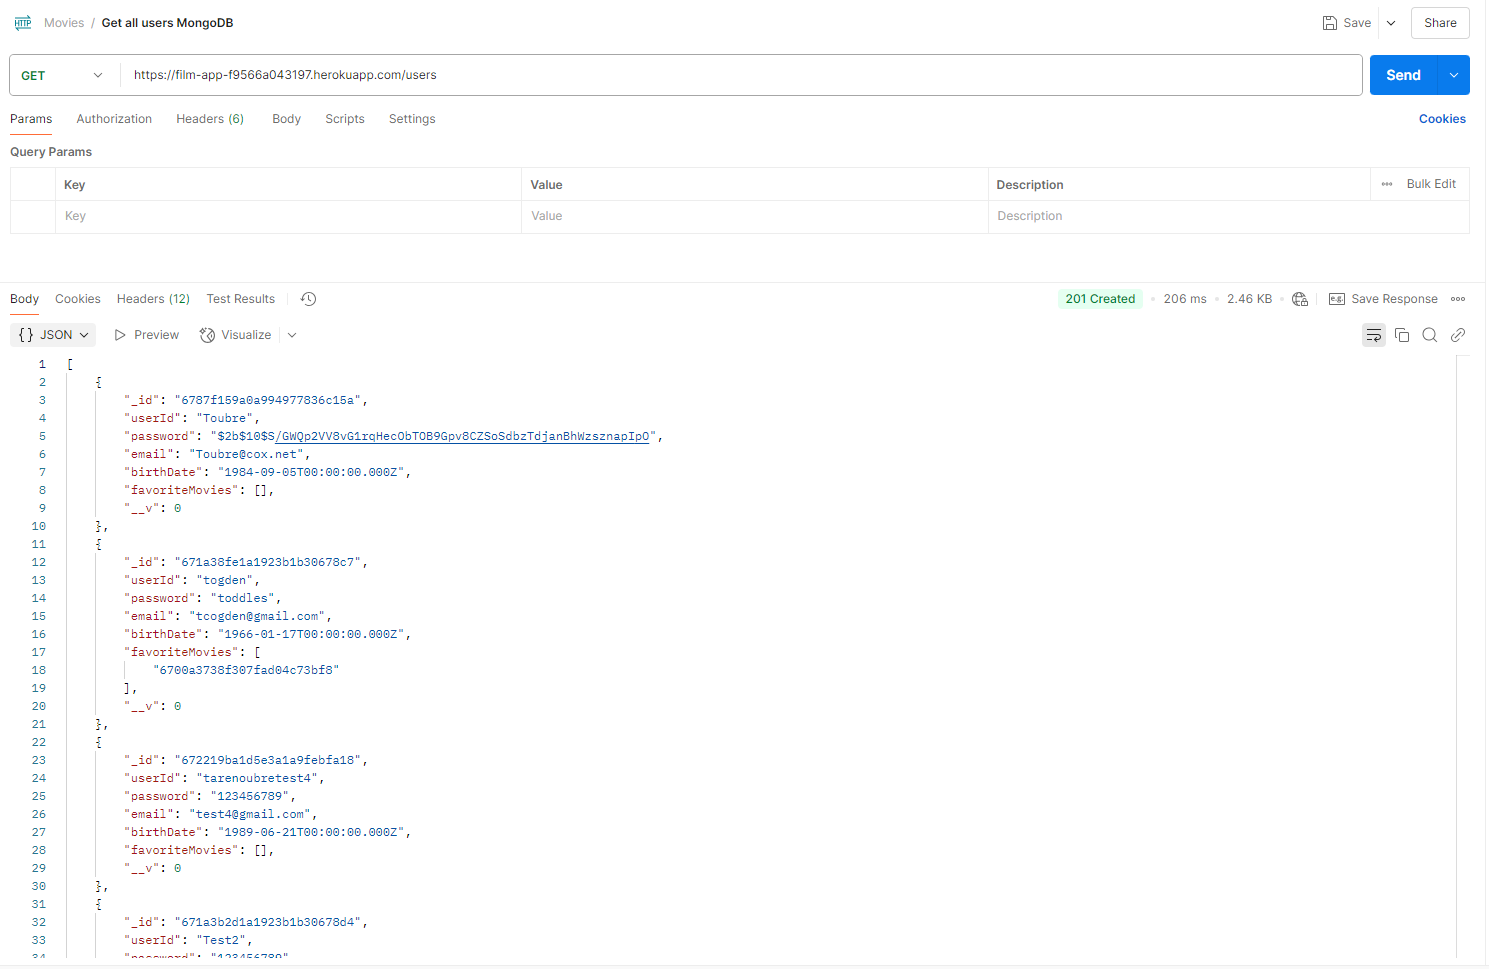 HTTP Movies / Get all users MongoDB Save Share
GET https://film-app-f9566a043197.herokuapp.com/users Send
Params Authorization Headers (6) Body Scripts Settings Cookies
Query Params
Key Value Description Bulk Edit
Key Value Description
Body Cookies Headers (12) Test Results 201 Created 206 ms 2.46 KB e.g. Save Response
{} JSON Preview Visualize
1 [
2 {
3 "_id": "6787f159a0a994977836c15a",
4 "userId": "Toubre",
5 "password": "$2b$10$S/GWQp2VV8vG1rqHecObTOB9Gpv8CZSoSdbzTdjanBhWzsznapIpO",
6 "email": "Toubre@cox.net",
7 "birthDate": "1984-09-05T00:00:00.000Z",
8 "favoriteMovies": [],
9 "__v": 0
10 },
11 {
12 "_id": "671a38fe1a1923b1b30678c7",
13 "userId": "togden",
14 "password": "toddles",
15 "email": "tcogden@gmail.com",
16 "birthDate": "1966-01-17T00:00:00.000Z",
17 "favoriteMovies": [
18 "6700a3738f307fad04c73bf8"
19 ],
20 "__v": 0
21 },
22 {
23 "_id": "672219ba1d5e3a1a9febfa18",
24 "userId": "tarenoubretest4",
25 "password": "123456789",
26 "email": "test4@gmail.com",
27 "birthDate": "1989-06-21T00:00:00.000Z",
28 "favoriteMovies": [],
29 "__v": 0
30 },
31 {
32 "_id": "671a3b2d1a1923b1b30678d4",
33 "userId": "Test2",
34 "password": "123456789"